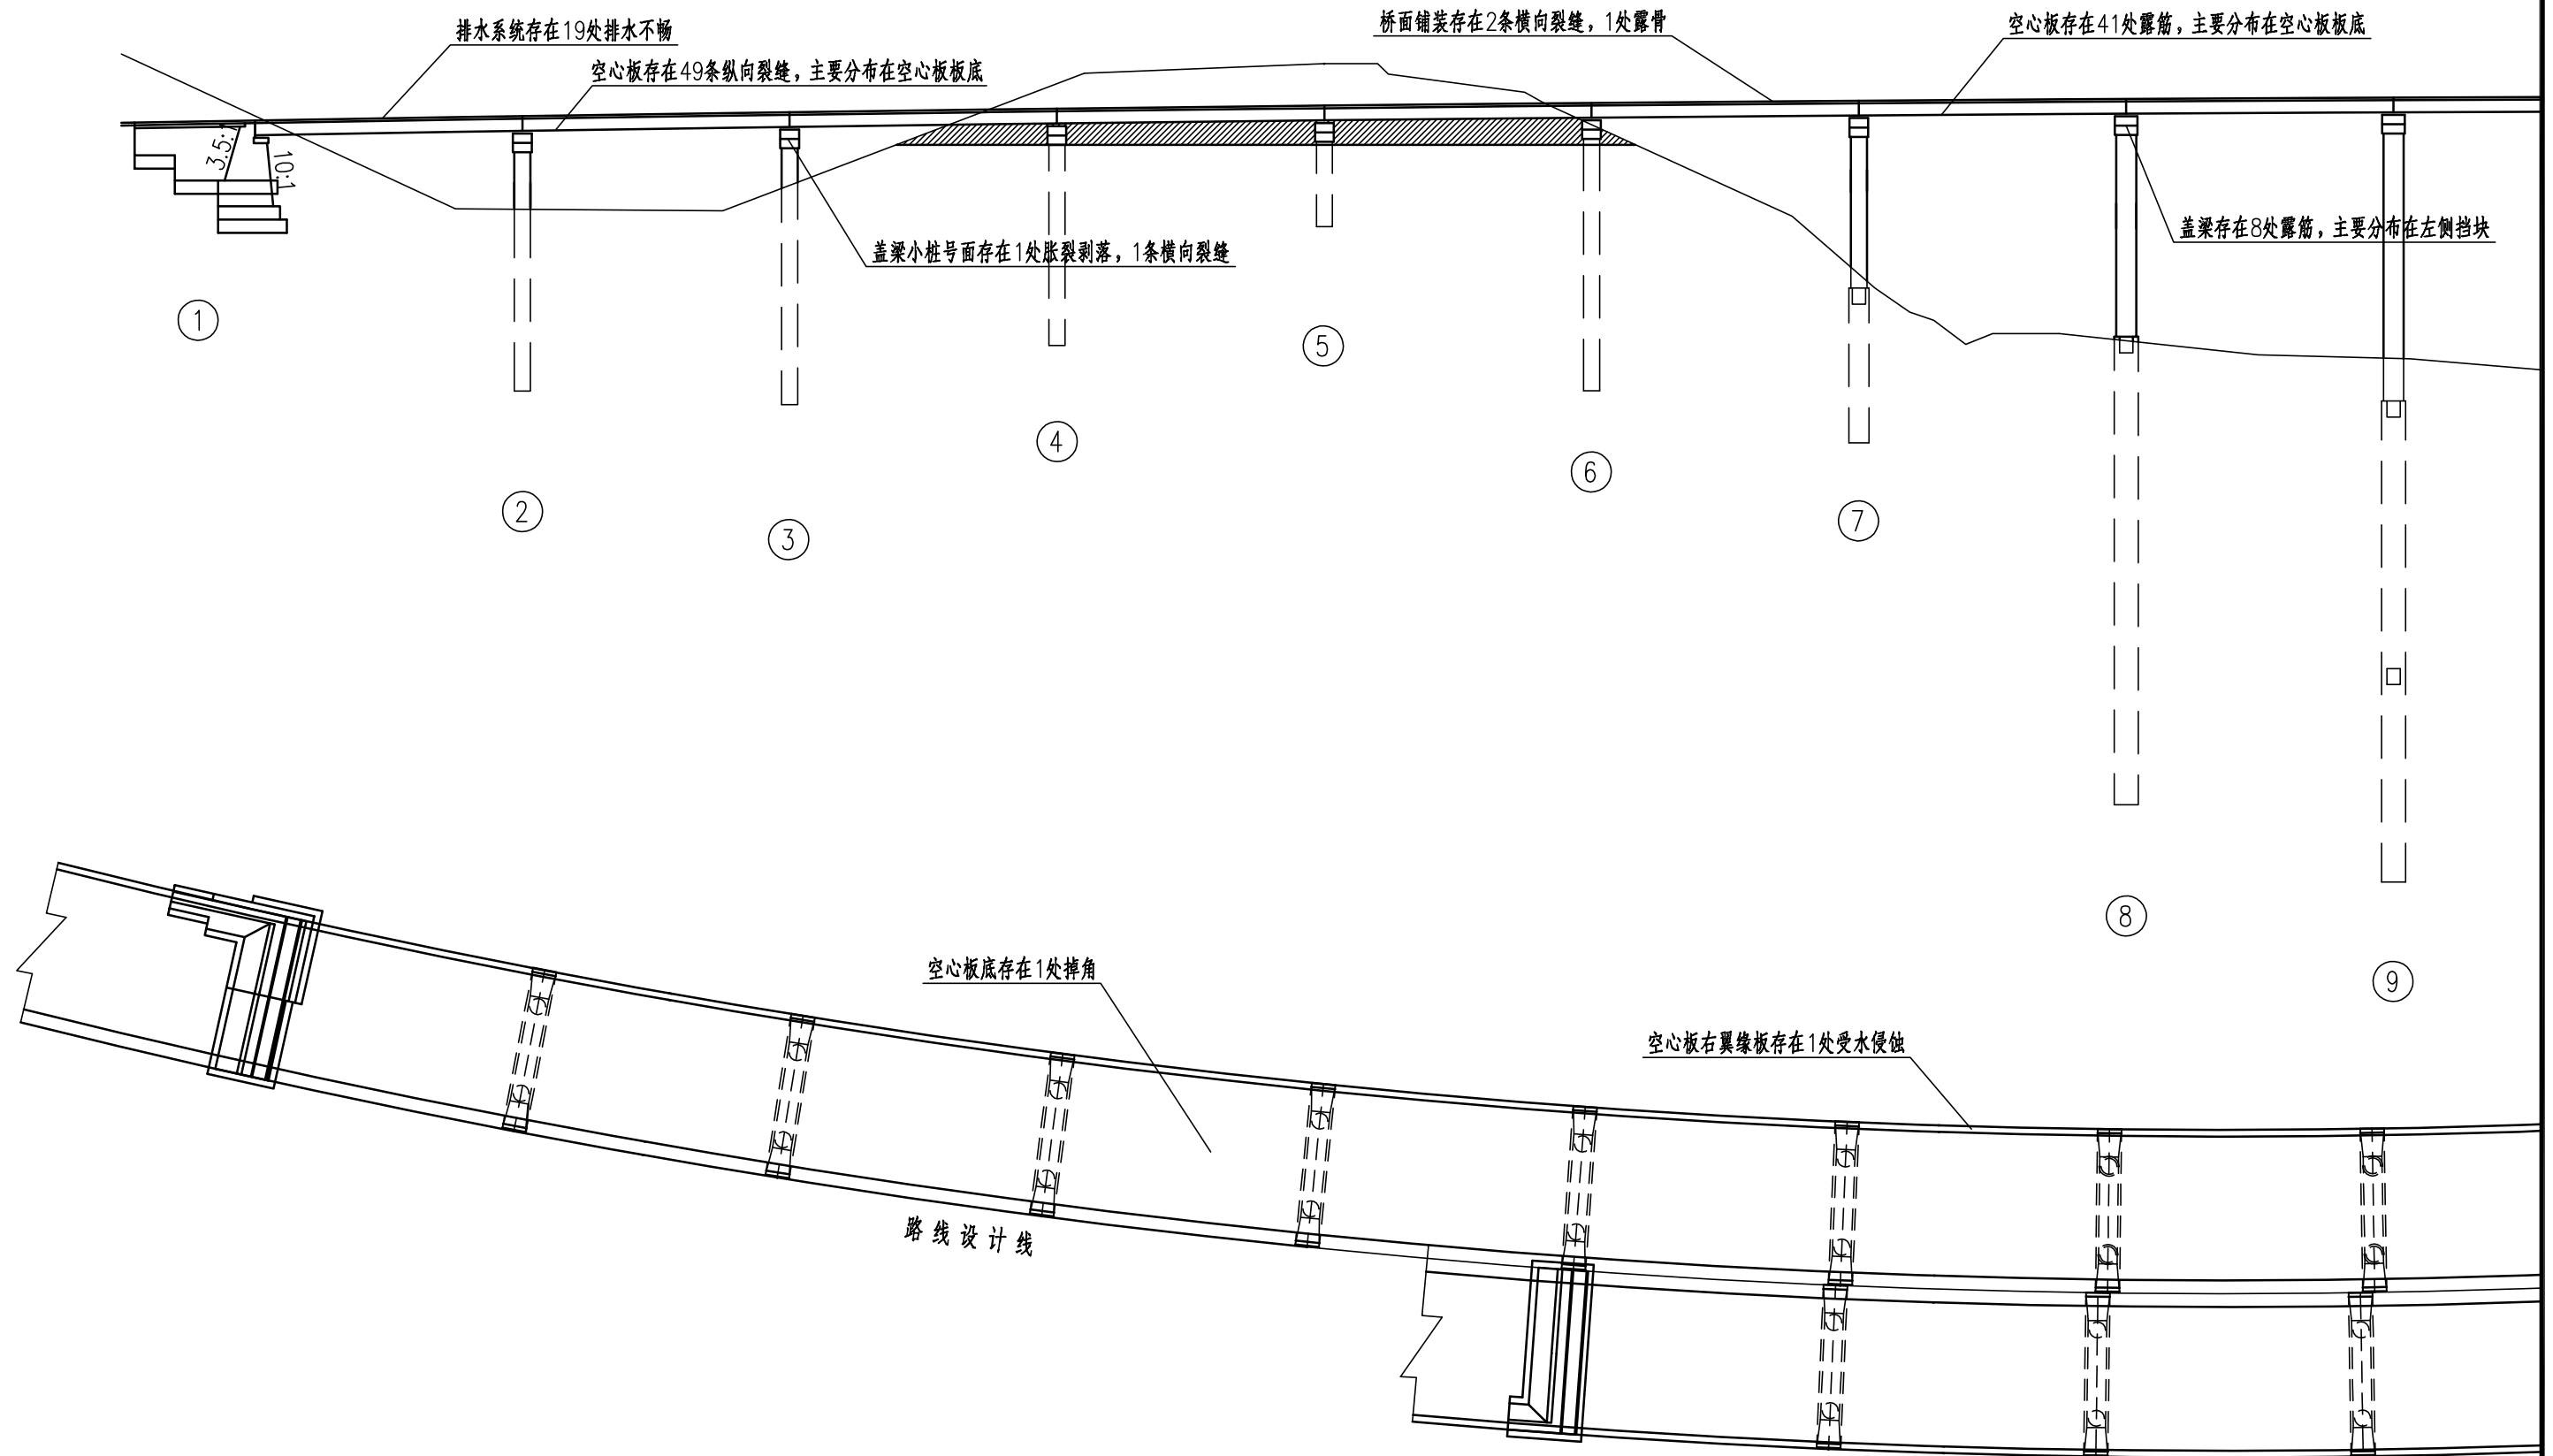 排水系统存在19处排水不畅
桥面铺装存在2条横向裂缝，1处露骨
空心板存在41处露筋，主要分布在空心板板底
空心板存在49条纵向裂缝，主要分布在空心板板底
3.5:1
10:1
盖梁小桩号面存在1处胀裂剥落，1条横向裂缝
盖梁存在8处露筋，主要分布在左侧挡块
1
2
3
4
5
6
7
8
9
空心板底存在1处掉角
空心板右翼缘板存在1处受水侵蚀
路线设计线